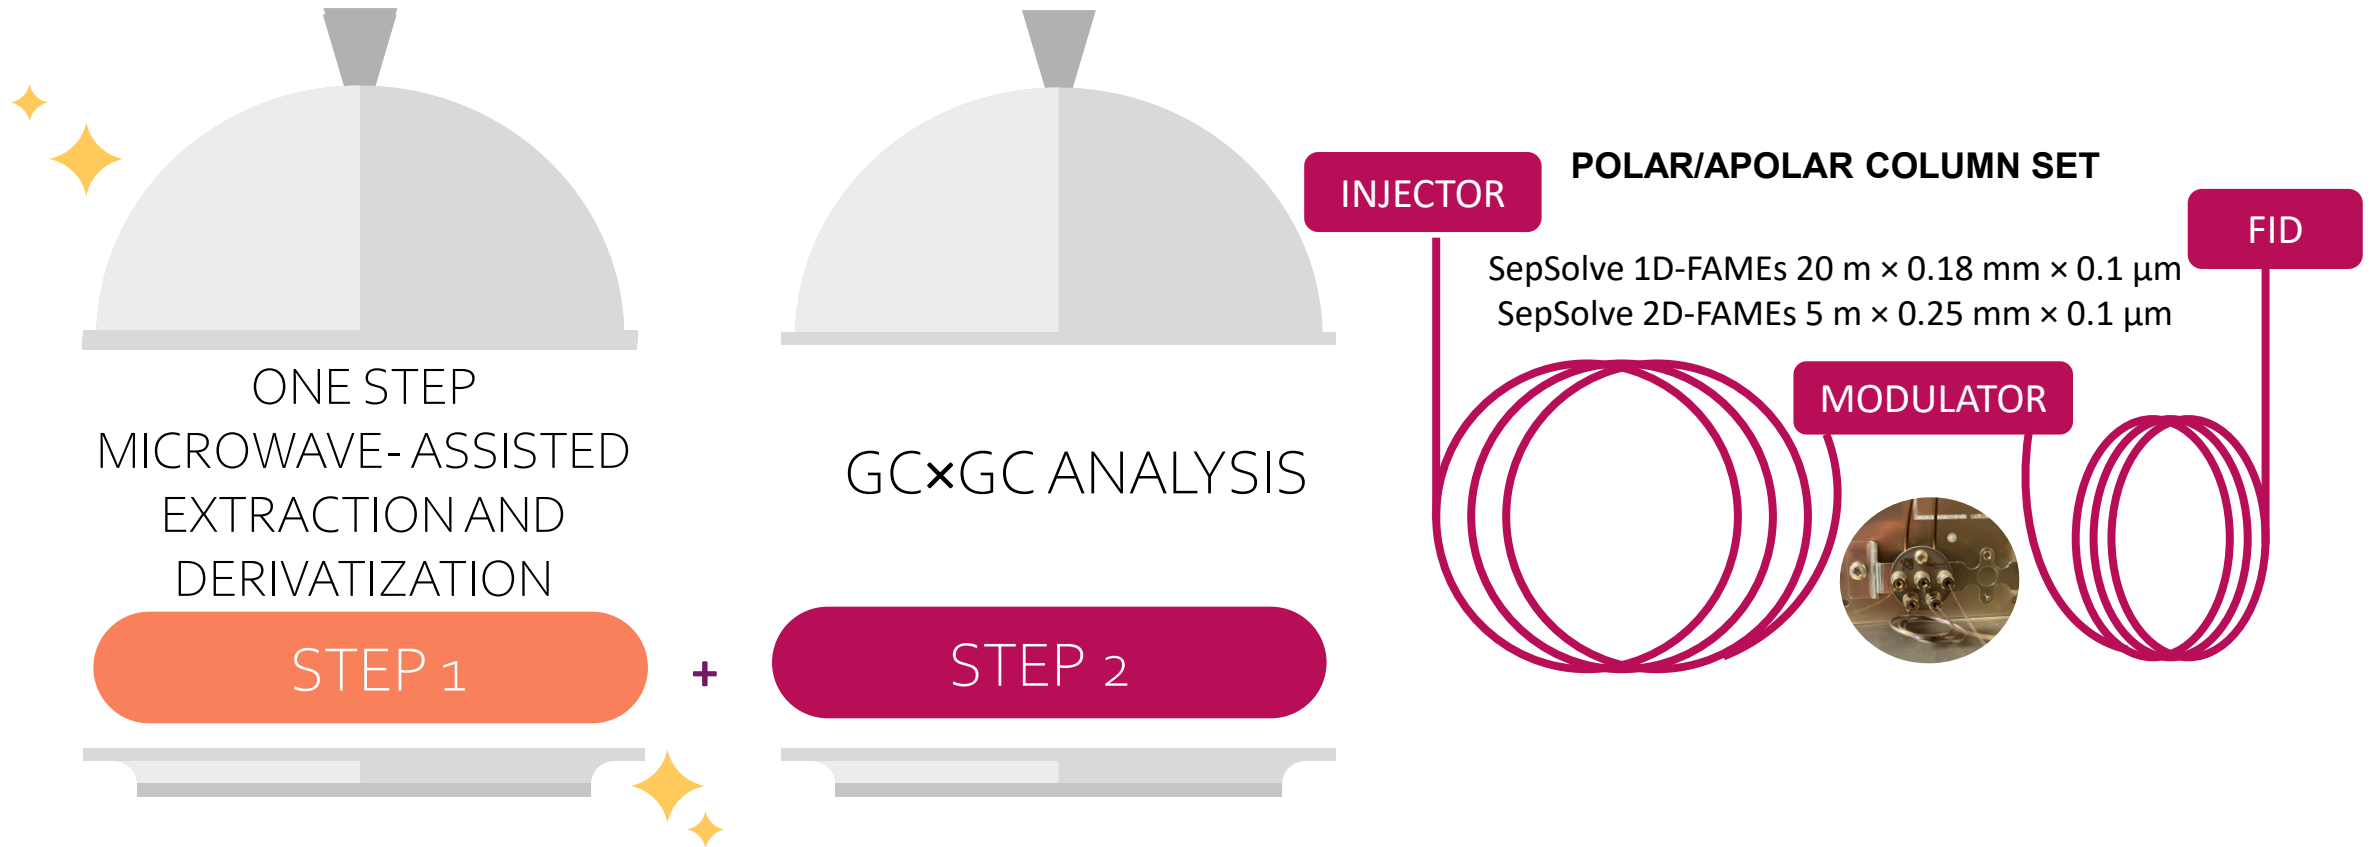 ONE STEP
MICROWAVE- ASSISTED
EXTRACTION AND
DERIVATIZATION
STEP 1
+
GC×GC ANALYSIS
STEP 2
POLAR/APOLAR COLUMN SET
INJECTOR
FID
SepSolve 1D-FAMEs 20 m × 0.18 mm × 0.1 µm
SepSolve 2D-FAMEs 5 m × 0.25 mm × 0.1 µm
MODULATOR